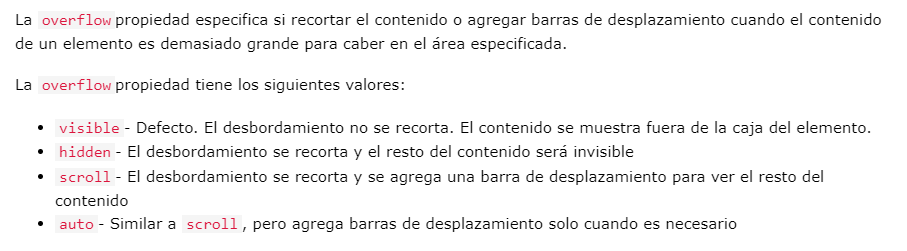 La overflow propiedad especifica si recortar el contenido o agregar barras de desplazamiento cuando el contenido
de un elemento es demasiado grande para caber en el área especificada.
La overflow propiedad tiene los siguientes valores:
• visible - Defecto. El desbordamiento no se recorta. El contenido se muestra fuera de la caja del elemento.
• hidden - El desbordamiento se recorta y el resto del contenido será invisible
• scroll - El desbordamiento se recorta y se agrega una barra de desplazamiento para ver el resto del
contenido
• auto - Similar a scroll , pero agrega barras de desplazamiento solo cuando es necesario